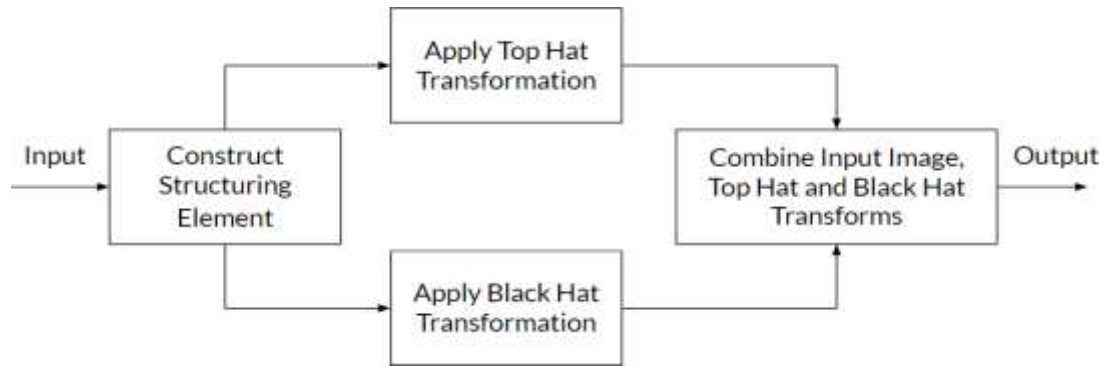 Apply Top Hat
Transformation
Input
Construct
Structuring
Element
Combine Input Image,
Top Hat and Black Hat
Transforms
Output
Apply Black Hat
Transformation